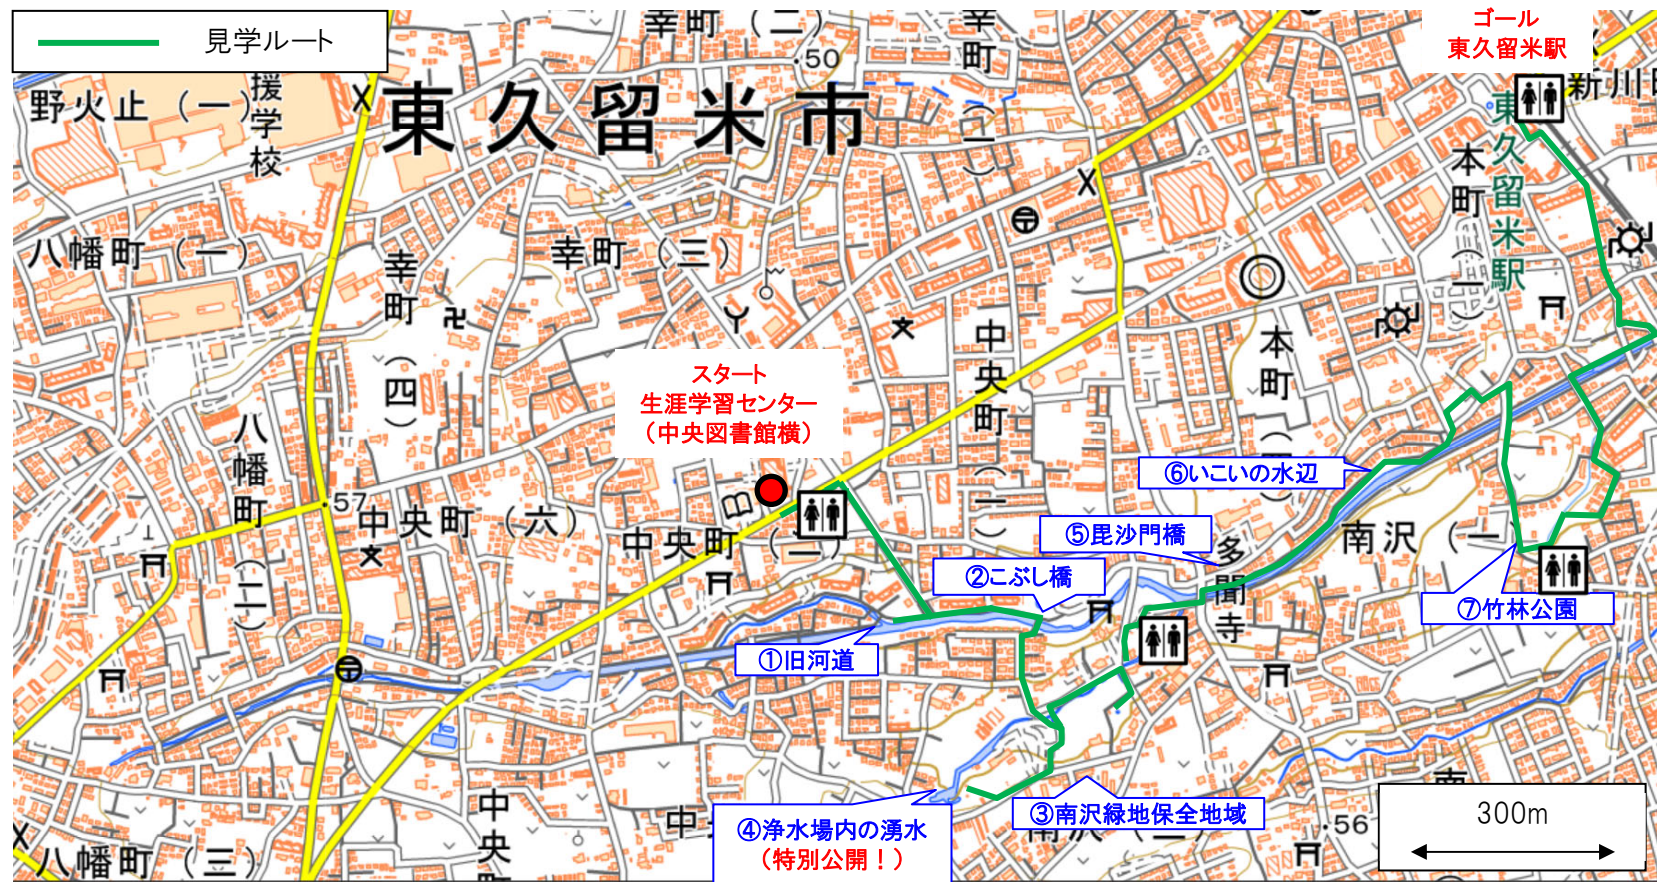 見学ルート
ゴール
東久留米駅
幸町（二）
幸町（一）
・50
野火止（一）
援学校
東久留米市
新川町
東久留米駅
本町（一）
八幡町（一）
幸町（四）
幸町（三）
中央町（一）
本町（四）
スタート
生涯学習センター
（中央図書館横）
八幡町（二）
・57
中央町（六）
中央町（二）
⑥いこいの水辺
⑤毘沙門橋
南沢（一）
多聞寺
②こぶし橋
⑦竹林公園
①旧河道
④浄水場内の湧水
（特別公開！）
③南沢緑地保全地域
・56
300m
八幡町（三）
中央町